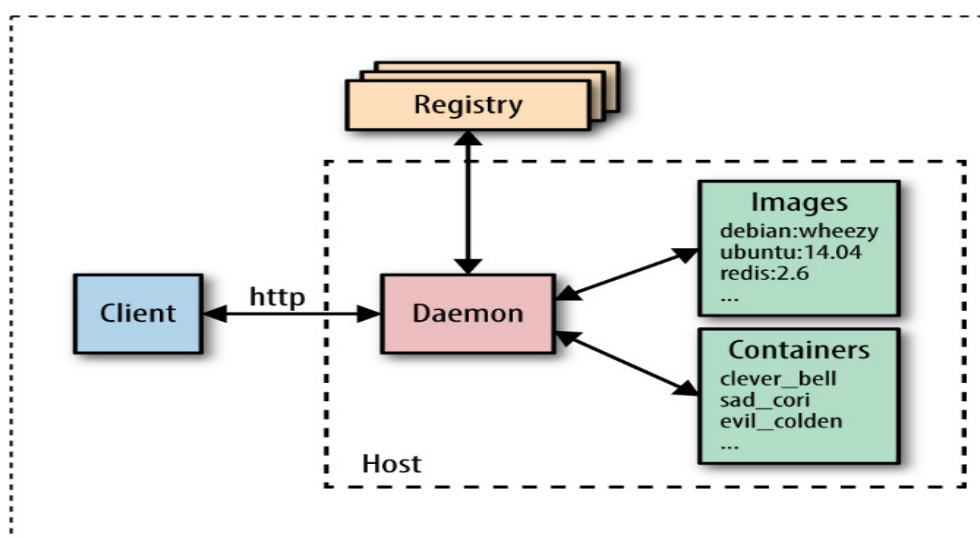 Registry
Images
debian:wheezy
ubuntu:14.04
redis:2.6
...
Client
http
Daemon
Containers
clever_bell
sad_cori
evil_colden
...
Host